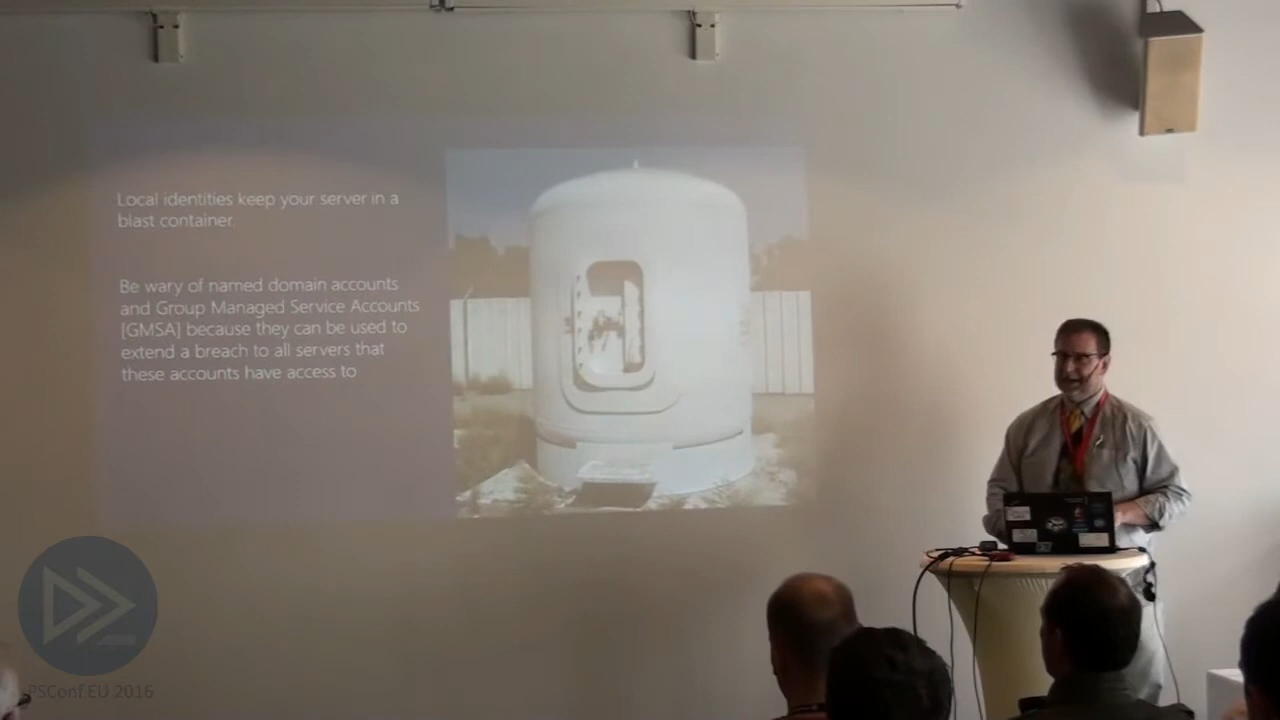 Local identities keep your server in a
blast container.
Be wary of named domain accounts
and Group Managed Service Accounts
[GMSA] because they can be used to
extend a breach to all servers that
these accounts have access to
PSConf.EU 2016